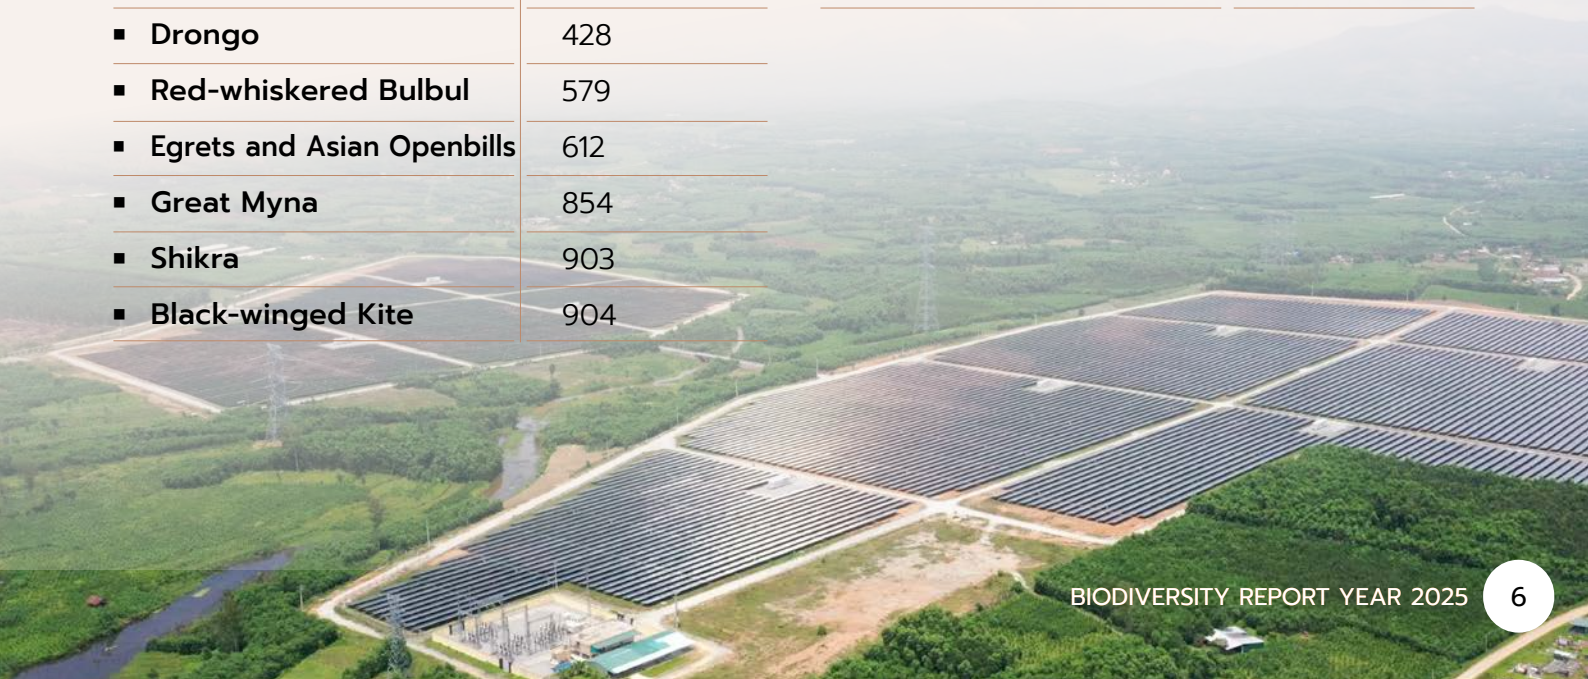 ▪ Drongo 428
▪ Red-whiskered Bulbul 579
▪ Egrets and Asian Openbills 612
▪ Great Myna 854
▪ Shikra 903
▪ Black-winged Kite 904
BIODIVERSITY REPORT YEAR 2025 6